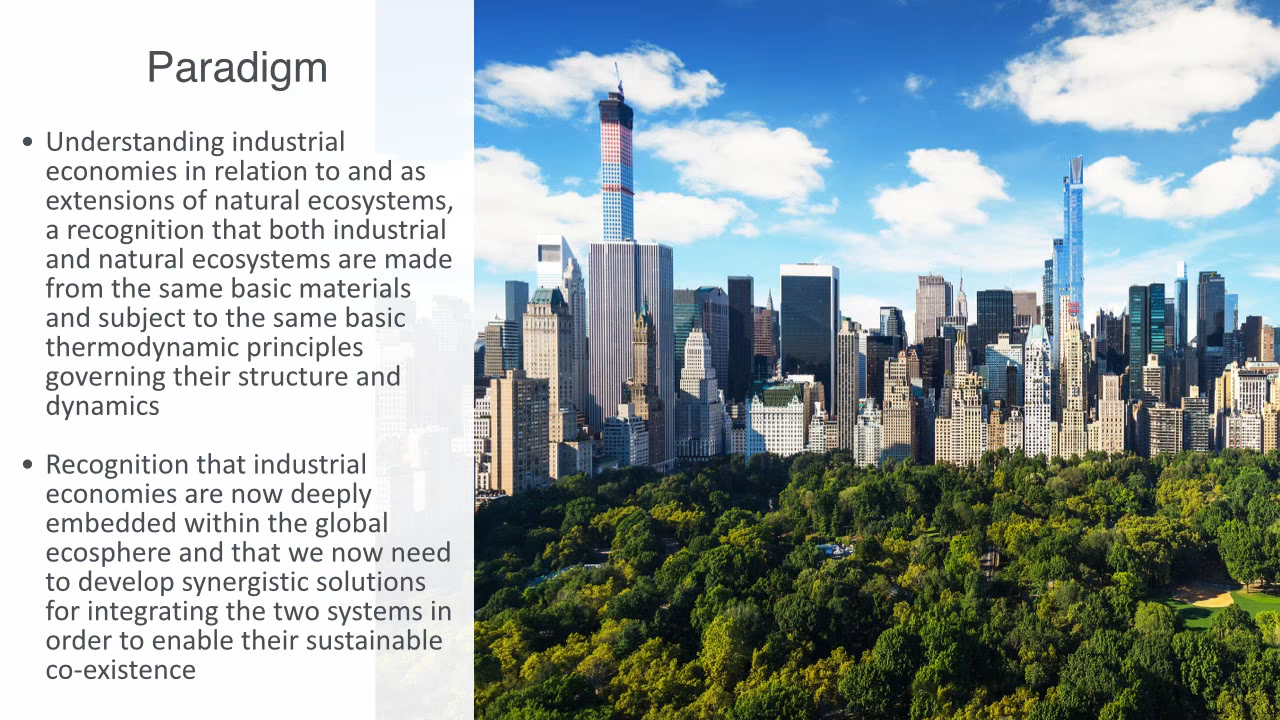 Paradigm
• Understanding industrial
economies in relation to and as
extensions of natural ecosystems,
a recognition that both industrial
and natural ecosystems are made
from the same basic materials
and subject to the same basic
thermodynamic principles
governing their structure and
dynamics
• Recognition that industrial
economies are now deeply
embedded within the global
ecosphere and that we now need
to develop synergistic solutions
for integrating the two systems in
order to enable their sustainable
co-existence